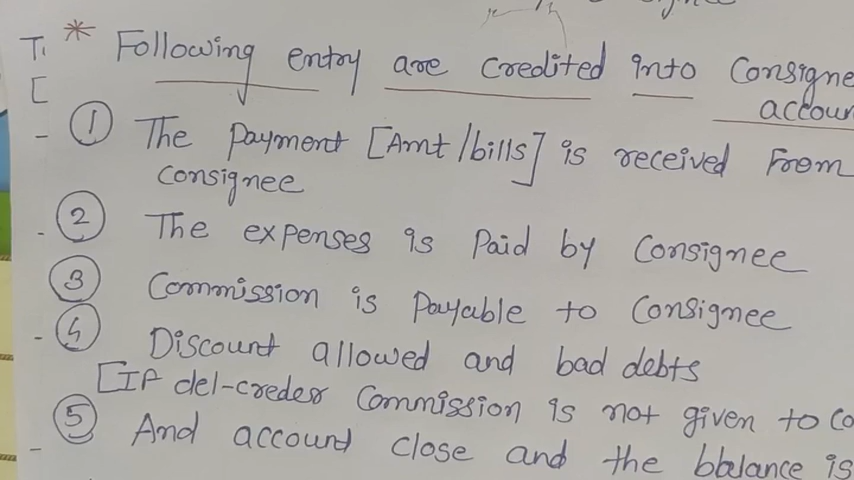 * Following entry are credited into Consigne
accoun
① The Payment [Amt/bills] is received From
Consignee
② The expenses is Paid by Consignee
③ Commission is Payable to Consignee
④ Discount allowed and bad debts
[IF del-creder Commission is not given to Co
⑤ And account close and the bbalance is